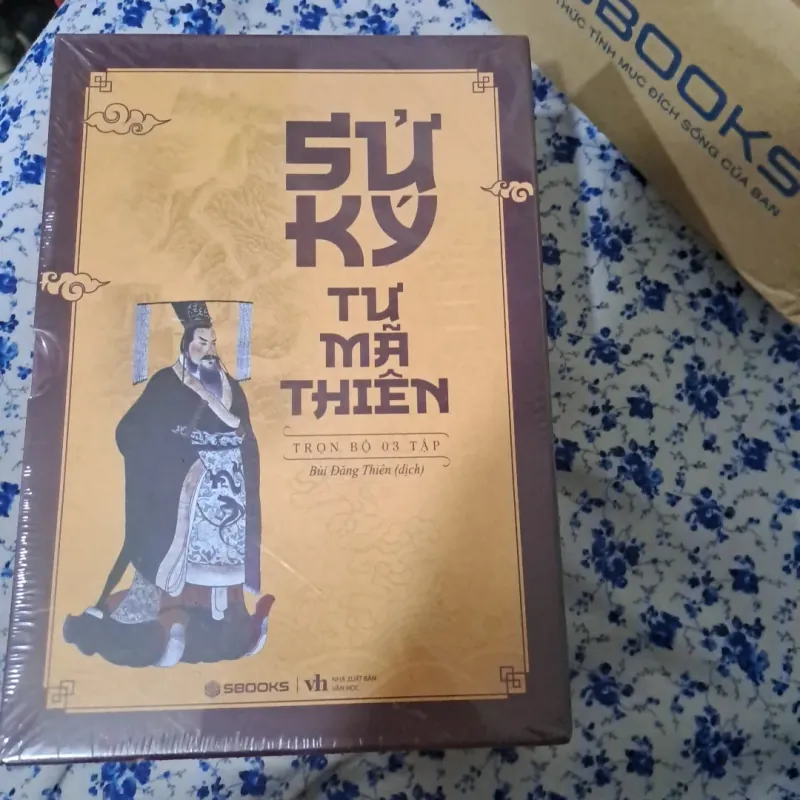 SỬ
KÝ
TƯ
MÃ
THIÊN
TRỌN BỘ 03 TẬP
Bùi Đăng Thiên (dịch)
SBOOKS
vh
NHÀ XUẤT BẢN
VĂN HỌC
SBOOKS
THỨC TỈNH MỤC ĐÍCH SỐNG CỦA BẠN